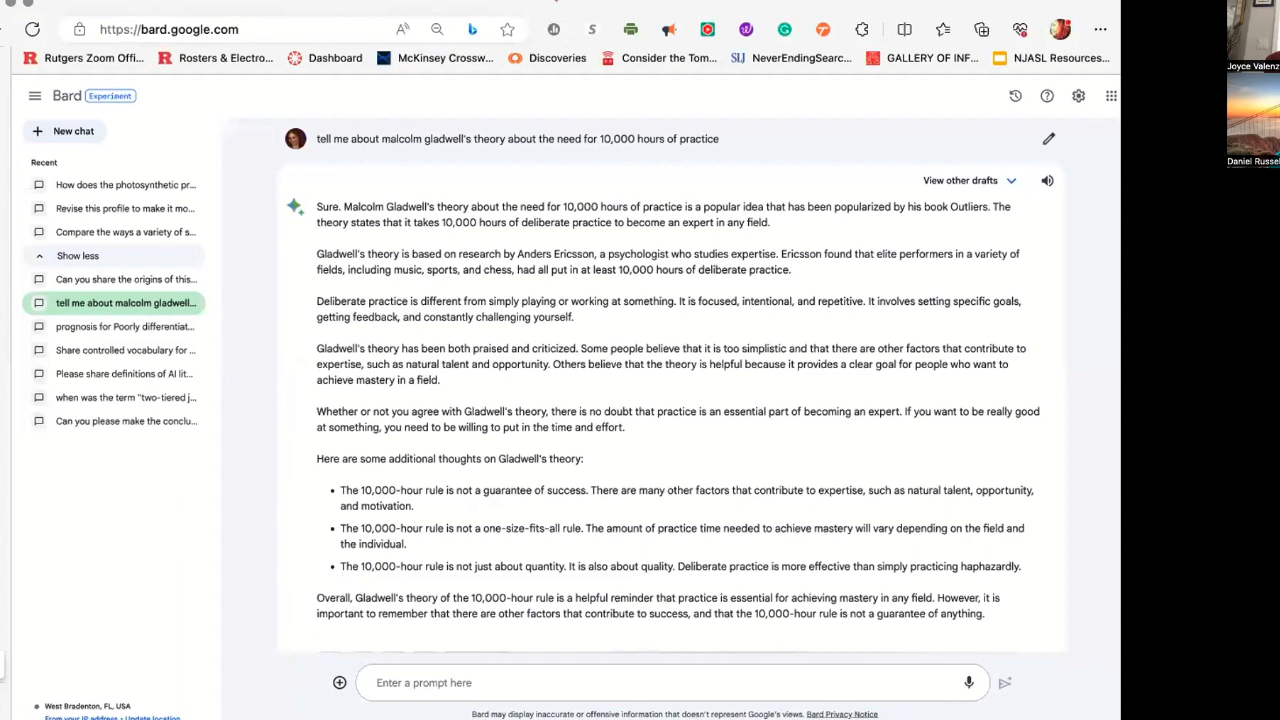 https://bard.google.com
Rutgers Zoom Offi...
Rosters & Electro...
Dashboard
McKinsey Crossw...
Discoveries
Consider the Tom...
NeverEndingSearc...
GALLERY OF INF...
NJASL Resources...
Bard Experiment
New chat
Recent
How does the photosynthetic pr...
Revise this profile to make it mo...
Compare the ways a variety of s...
Show less
Can you share the origins of this...
tell me about malcolm gladwell...
prognosis for Poorly differentiat...
Share controlled vocabulary for ...
Please share definitions of AI lit...
when was the term "two-tiered j...
Can you please make the conclu...
West Bradenton, FL, USA
From your IP address • Update location
tell me about malcolm gladwell's theory about the need for 10,000 hours of practice
View other drafts
Sure. Malcolm Gladwell's theory about the need for 10,000 hours of practice is a popular idea that has been popularized by his book Outliers. The
theory states that it takes 10,000 hours of deliberate practice to become an expert in any field.
Gladwell's theory is based on research by Anders Ericsson, a psychologist who studies expertise. Ericsson found that elite performers in a variety of
fields, including music, sports, and chess, had all put in at least 10,000 hours of deliberate practice.
Deliberate practice is different from simply playing or working at something. It is focused, intentional, and repetitive. It involves setting specific goals,
getting feedback, and constantly challenging yourself.
Gladwell's theory has been both praised and criticized. Some people believe that it is too simplistic and that there are other factors that contribute to
expertise, such as natural talent and opportunity. Others believe that the theory is helpful because it provides a clear goal for people who want to
achieve mastery in a field.
Whether or not you agree with Gladwell's theory, there is no doubt that practice is an essential part of becoming an expert. If you want to be really good
at something, you need to be willing to put in the time and effort.
Here are some additional thoughts on Gladwell's theory:
• The 10,000-hour rule is not a guarantee of success. There are many other factors that contribute to expertise, such as natural talent, opportunity,
and motivation.
• The 10,000-hour rule is not a one-size-fits-all rule. The amount of practice time needed to achieve mastery will vary depending on the field and
the individual.
• The 10,000-hour rule is not just about quantity. It is also about quality. Deliberate practice is more effective than simply practicing haphazardly.
Overall, Gladwell's theory of the 10,000-hour rule is a helpful reminder that practice is essential for achieving mastery in any field. However, it is
important to remember that there are other factors that contribute to success, and that the 10,000-hour rule is not a guarantee of anything.
Enter a prompt here
Bard may display inaccurate or offensive information that doesn't represent Google's views. Bard Privacy Notice
Joyce Valenz
Daniel Russel